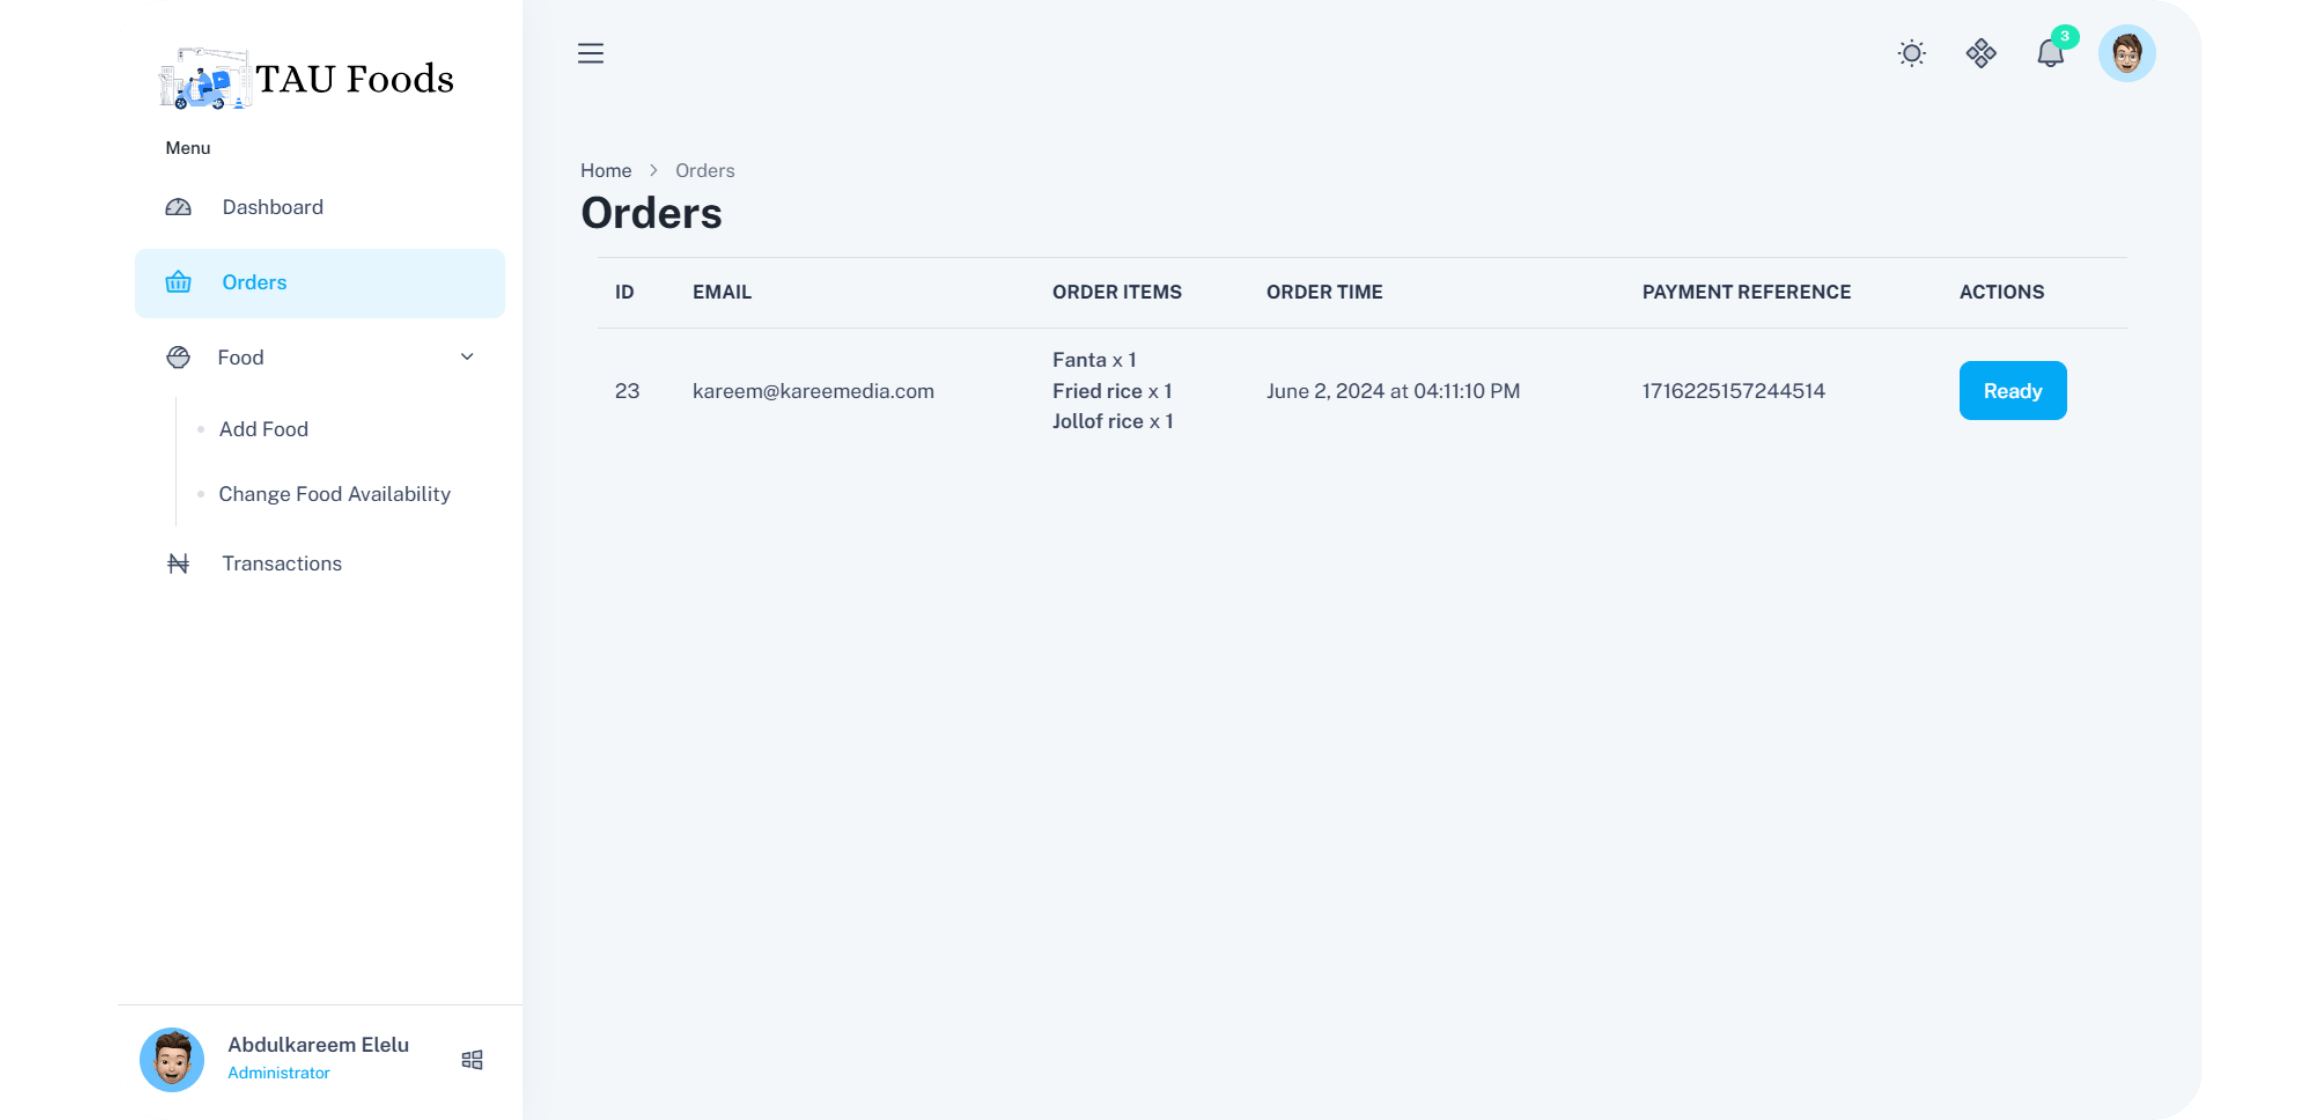 TAU Foods
3
Menu
Dashboard
Orders
Food
Add Food
Change Food Availability
Transactions
Abdulkareem Elelu
Administrator
Home > Orders
Orders
ID EMAIL ORDER ITEMS ORDER TIME PAYMENT REFERENCE ACTIONS
Fanta x 1
23 kareem@kareemedia.com Fried rice x 1 June 2, 2024 at 04:11:10 PM 1716225157244514 Ready
Jollof rice x 1